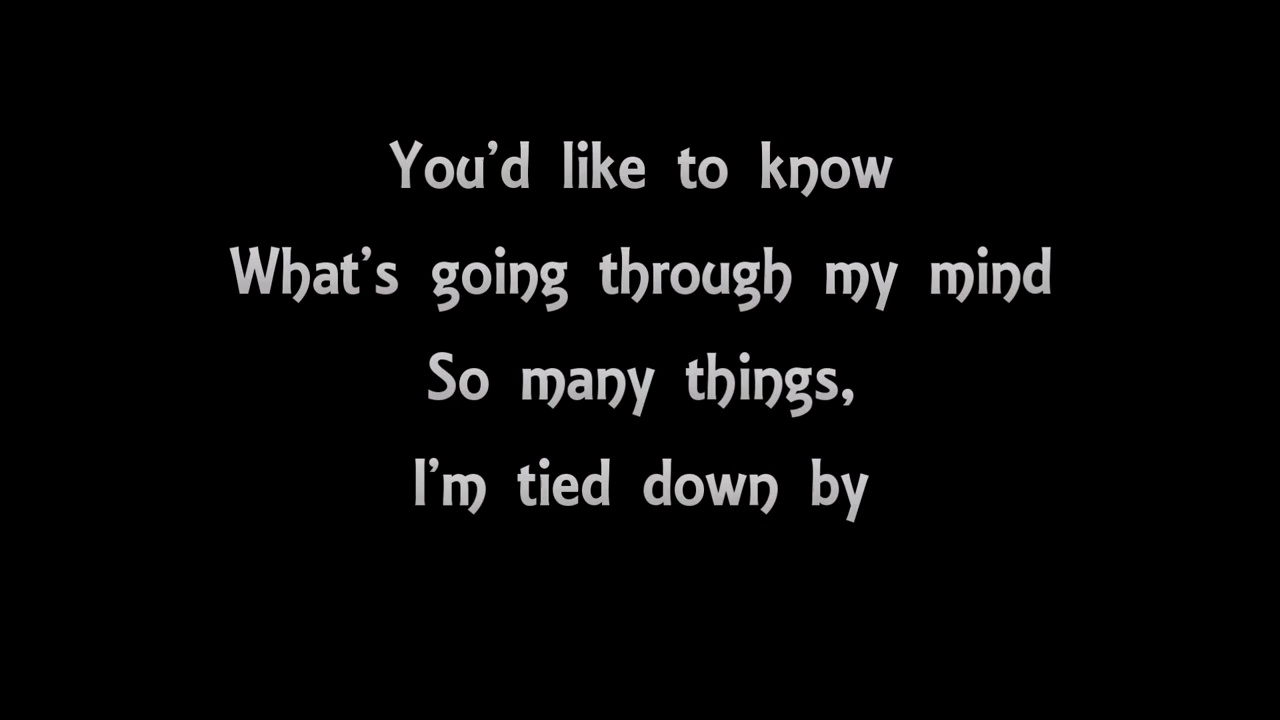 You’d like to know
What’s going through my mind
So many things,
I’m tied down by